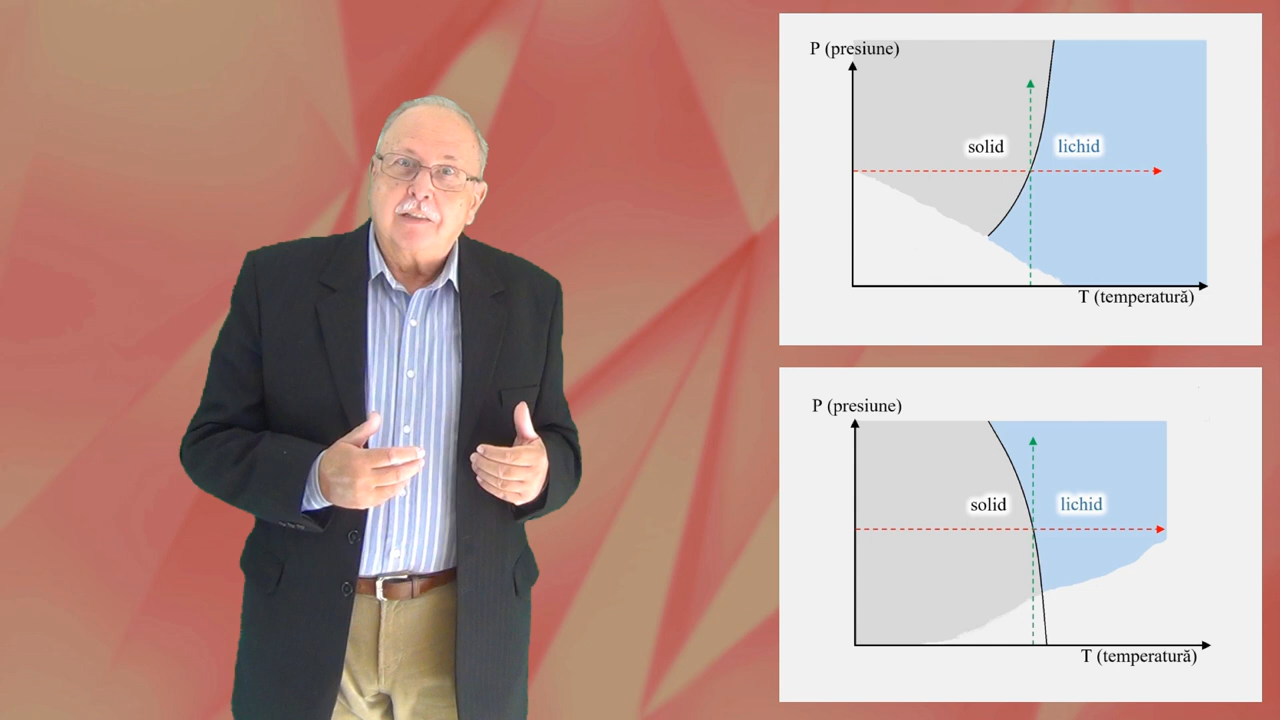 P (presiune)
solid
lichid
T (temperatură)
P (presiune)
solid
lichid
T (temperatură)